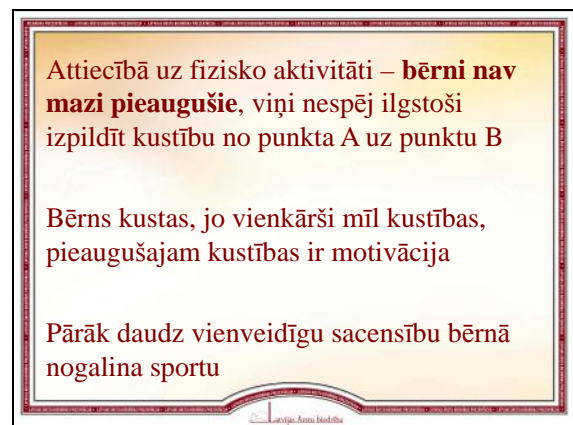 Attiecībā uz fizisko aktivitāti – bērni nav
mazi pieaugušie, viņi nespēj ilgstoši
izpildīt kustību no punkta A uz punktu B
Bērns kustas, jo vienkārši mīl kustības,
pieaugušajam kustības ir motivācija
Pārāk daudz vienveidīgu sacensību bērnā
nogalina sportu
Latvijas Ārstu biedrība